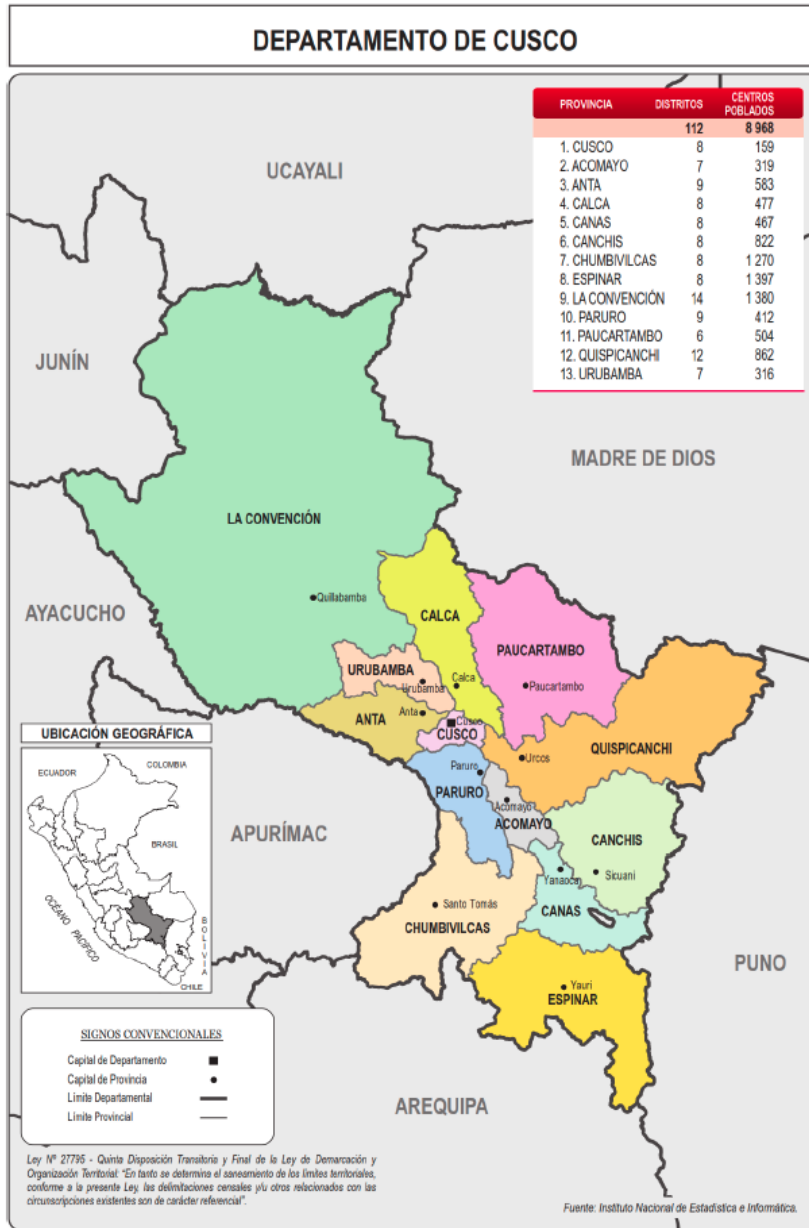 DEPARTAMENTO DE CUSCO
PROVINCIA DISTRITOS CENTROS POBLADOS
112 8 968
1. CUSCO 8 159
2. ACOMAYO 7 319
3. ANTA 9 583
4. CALCA 8 477
5. CANAS 8 467
6. CANCHIS 8 822
7. CHUMBIVILCAS 8 1 270
8. ESPINAR 8 1 397
9. LA CONVENCIÓN 14 1 380
10. PARURO 9 412
11. PAUCARTAMBO 6 504
12. QUISPICANCHI 12 862
13. URUBAMBA 7 316
UCAYALI
JUNÍN
MADRE DE DIOS
LA CONVENCIÓN
Quillabamba
AYACUCHO
CALCA
PAUCARTAMBO
URUBAMBA
Urubamba
Calca
Paucartambo
ANTA
Anta
Cusco
CUSCO
QUISPICANCHI
Urcos
Paruro
PARURO
Acomayo
ACOMAYO
CANCHIS
APURÍMAC
Yanaoca
Sicuani
Santo Tomás
CANAS
CHUMBIVILCAS
PUNO
Yauri
ESPINAR
AREQUIPA
UBICACIÓN GEOGRÁFICA
ECUADOR
COLOMBIA
BRASIL
OCÉANO PACÍFICO
BOLIVIA
CHILE
SIGNOS CONVENCIONALES
Capital de Departamento
Capital de Provincia
Límite Departamental
Límite Provincial
Ley Nº 27795 - Quinta Disposición Transitoria y Final de la Ley de Demarcación y
Organización Territorial: "En tanto se determina el saneamiento de los límites territoriales,
conforme a la presente Ley, las delimitaciones censales y/u otros relacionados con las
circunscripciones existentes son de carácter referencial".
Fuente: Instituto Nacional de Estadística e Informática.